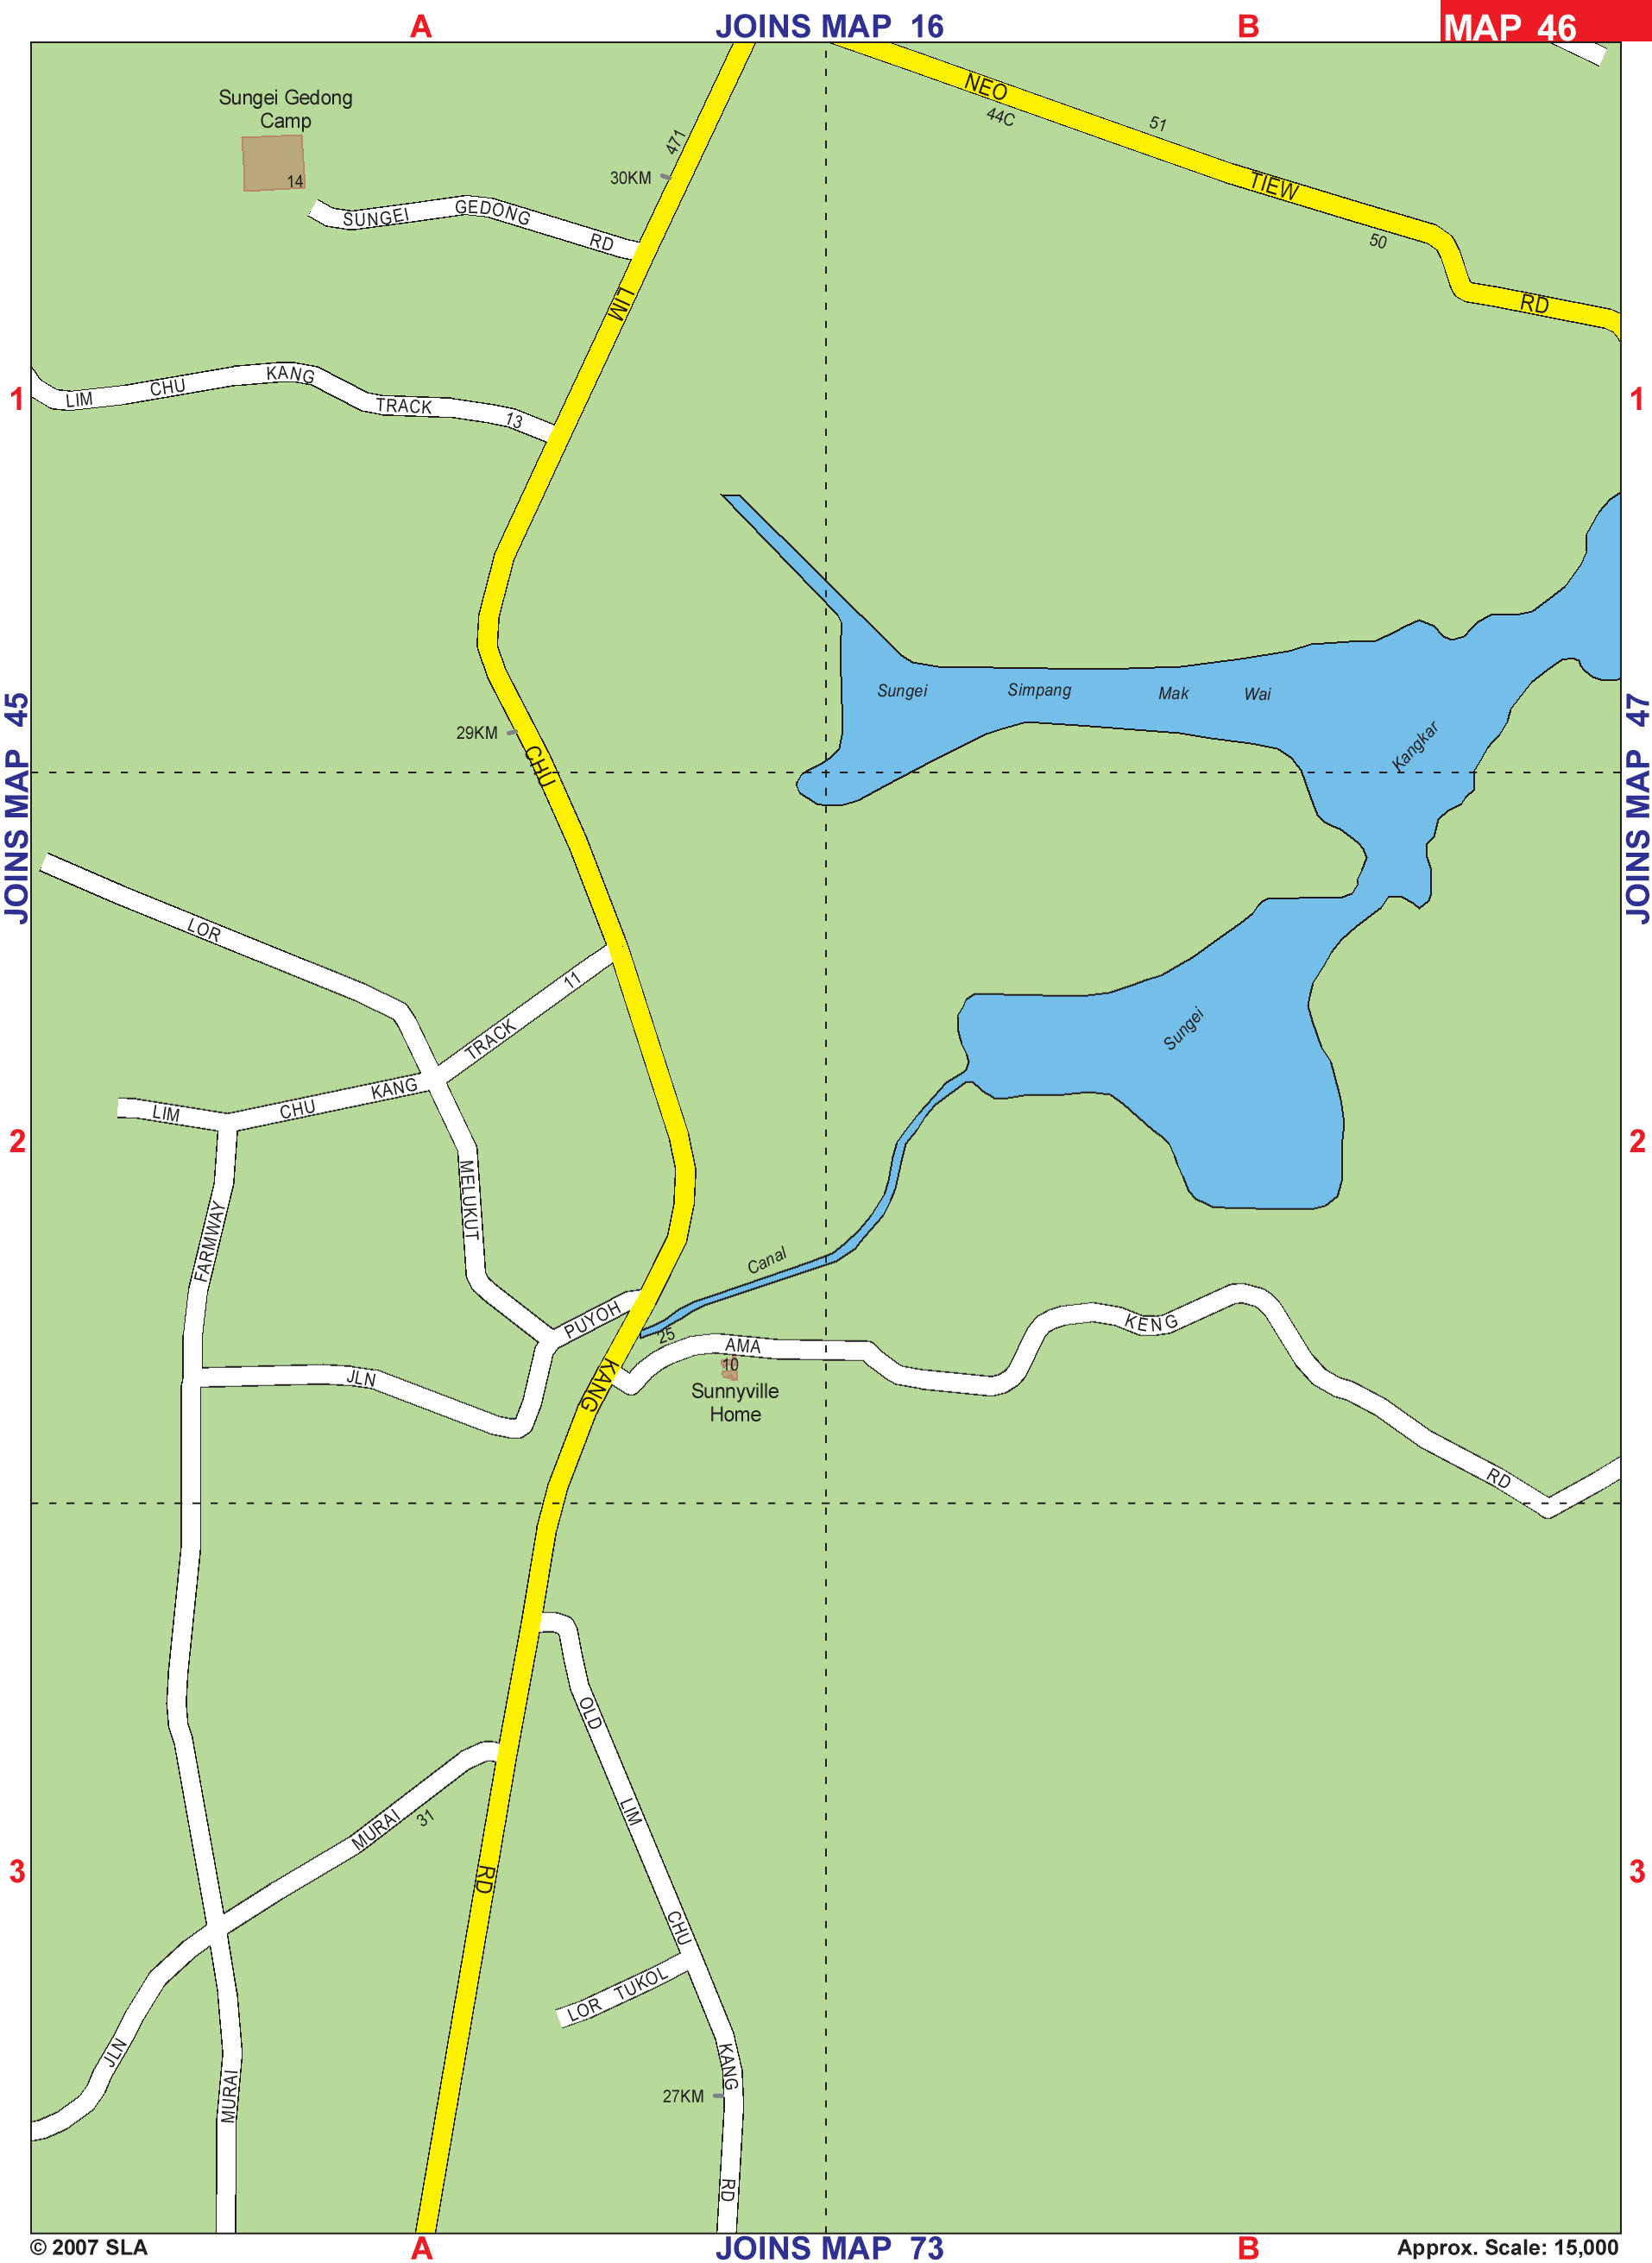 A
JOINS MAP 16
B
MAP 46
Sungei Gedong
Camp
14
471
30KM
NEO
44C
51
TIEW
50
RD
SUNGEI GEDONG RD
LIM
LIM CHU KANG TRACK 13
1
1
Sungei Simpang Mak Wai
Kangkar
29KM
CHU
JOINS MAP 45
JOINS MAP 47
LOR
11
TRACK
LIM CHU KANG
Sungei
2
2
MELUKUT
FARMWAY
Canal
PUYOH
25
AMA
KENG
RD
10
Sunnyville
Home
JLN
KANG
OLD
MURAI
31
LIM
RD
3
3
CHU
LOR TUKOL
JLN
MURAI
KANG
27KM
RD
© 2007 SLA
A
JOINS MAP 73
B
Approx. Scale: 15,000